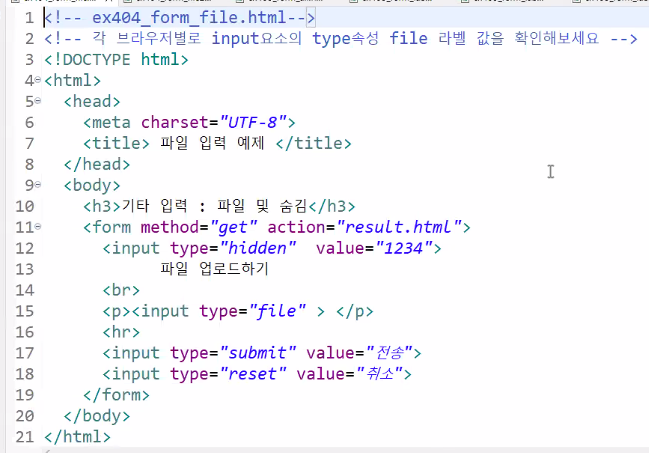 1 <!-- ex404_form_file.html-->
2 <!-- 각 브라우저별로 input요소의 type속성 file 라벨 값을 확인해보세요 -->
3 <!DOCTYPE html>
4 <html>
5 <head>
6 <meta charset="UTF-8">
7 <title> 파일 입력 예제 </title>
8 </head>
9 <body>
10 <h3>기타 입력 : 파일 및 숨김</h3>
11 <form method="get" action="result.html">
12 <input type="hidden"  value="1234">
13 파일 업로드하기
14 <br>
15 <p><input type="file" > </p>
16 <hr>
17 <input type="submit" value="전송">
18 <input type="reset" value="취소">
19 </form>
20 </body>
21 </html>